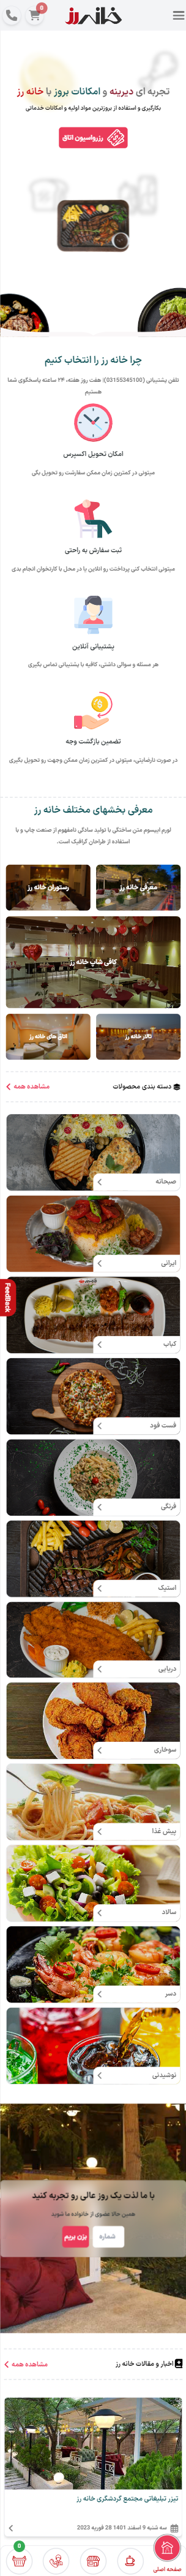 0
خانه رز
تجربه ای دیرینه و امکانات بروز با خانه رز
بکارگیری و استفاده از بروزترین مواد اولیه و امکانات خدماتی
رزرواسیون اتاق
چرا خانه رز را انتخاب کنیم
تلفن پشتیبانی (03155345100): هفت روز هفته، ۲۴ ساعته پاسخگوی شما
هستیم
امکان تحویل اکسپرس
میتونی در کمترین زمان ممکن سفارشت رو تحویل بگی
ثبت سفارش به راحتی
میتونی انتخاب کنی پرداختت رو انلاین یا در محل با کارتخوان انجام بدی
پشتیبانی آنلاین
هر مسئله و سوالی داشتی، کافیه با پشتیبانی تماس بگیری
تضمین بازگشت وجه
در صورت نارضایتی، میتونی در کمترین زمان ممکن وجهت رو تحویل بگیری
معرفی بخشهای مختلف خانه رز
لورم ایپسوم متن ساختگی با تولید سادگی نامفهوم از صنعت چاپ و با
استفاده از طراحان گرافیک است.
معرفی خانه رز
رستوران خانه رز
کافی شاپ خانه رز
تالار خانه رز
اتاق های خانه رز
دسته بندی محصولات
مشاهده همه
صبحانه
ایرانی
Feedback
کباب
فست فود
فرنگی
استیک
دریایی
سوخاری
پیش غذا
سالاد
دسر
نوشیدنی
با ما لذت یک روز عالی رو تجربه کنید
همین حالا عضوی از خانواده ما شوید
شماره
بزن بریم
اخبار و مقالات خانه رز
مشاهده همه
تیزر تبلیغاتی مجتمع گردشگری خانه رز
سه شنبه 9 اسفند 1401 28 فوریه 2023
0
صفحه اصلی